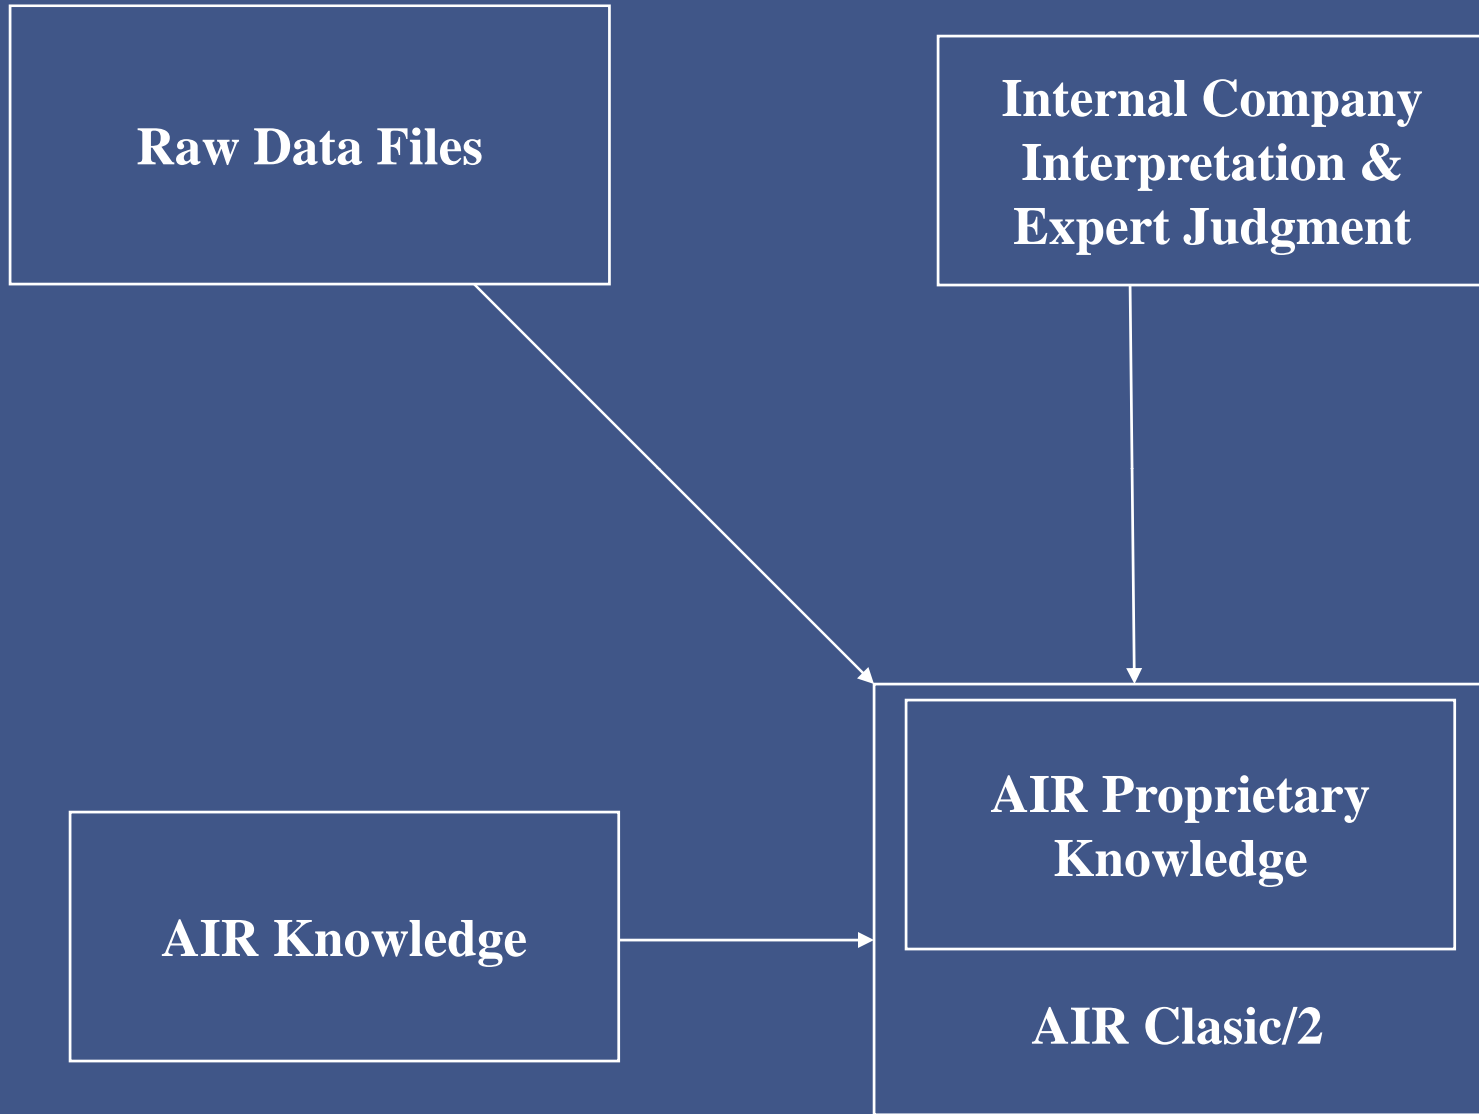 Raw Data Files
Internal Company
Interpretation &
Expert Judgment
AIR Proprietary
Knowledge
AIR Knowledge
AIR Clasic/2